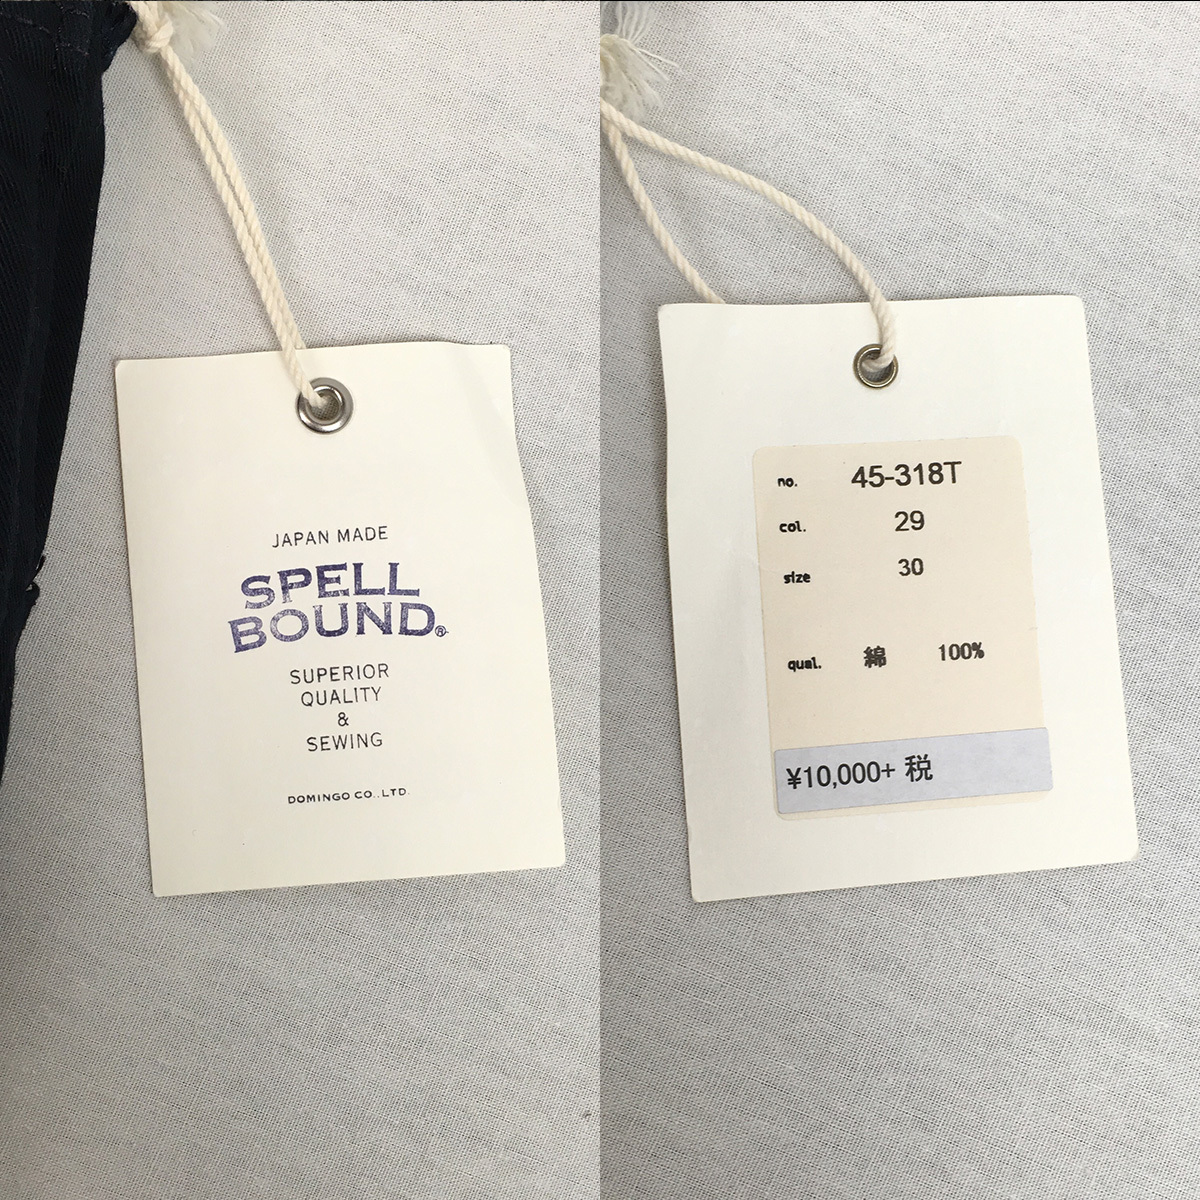 JAPAN MADE
SPELL
BOUND®
SUPERIOR
QUALITY
&
SEWING
DOMINGO CO.,LTD.
no. 45-318T
col. 29
size 30
qual. 綿 100%
¥10,000+ 税